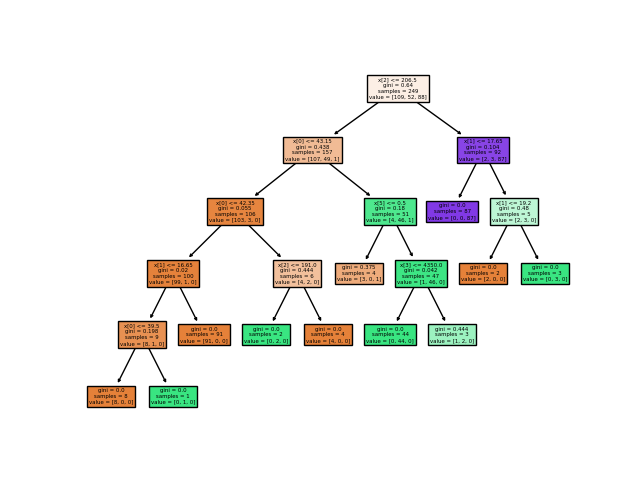 x[2] <= 206.5
gini = 0.64
samples = 249
value = [109, 52, 88]
x[0] <= 43.15
gini = 0.438
samples = 157
value = [107, 49, 1]
x[1] <= 17.65
gini = 0.104
samples = 92
value = [2, 3, 87]
x[0] <= 42.35
gini = 0.055
samples = 106
value = [103, 3, 0]
x[5] <= 0.5
gini = 0.18
samples = 51
value = [4, 46, 1]
gini = 0.0
samples = 87
value = [0, 0, 87]
x[1] <= 19.2
gini = 0.48
samples = 5
value = [2, 3, 0]
x[1] <= 16.65
gini = 0.02
samples = 100
value = [99, 1, 0]
x[2] <= 191.0
gini = 0.444
samples = 6
value = [4, 2, 0]
gini = 0.375
samples = 4
value = [3, 0, 1]
x[3] <= 4350.0
gini = 0.042
samples = 47
value = [1, 46, 0]
gini = 0.0
samples = 2
value = [2, 0, 0]
gini = 0.0
samples = 3
value = [0, 3, 0]
x[0] <= 39.5
gini = 0.198
samples = 9
value = [8, 1, 0]
gini = 0.0
samples = 91
value = [91, 0, 0]
gini = 0.0
samples = 2
value = [0, 2, 0]
gini = 0.0
samples = 4
value = [4, 0, 0]
gini = 0.0
samples = 44
value = [0, 44, 0]
gini = 0.444
samples = 3
value = [1, 2, 0]
gini = 0.0
samples = 8
value = [8, 0, 0]
gini = 0.0
samples = 1
value = [0, 1, 0]